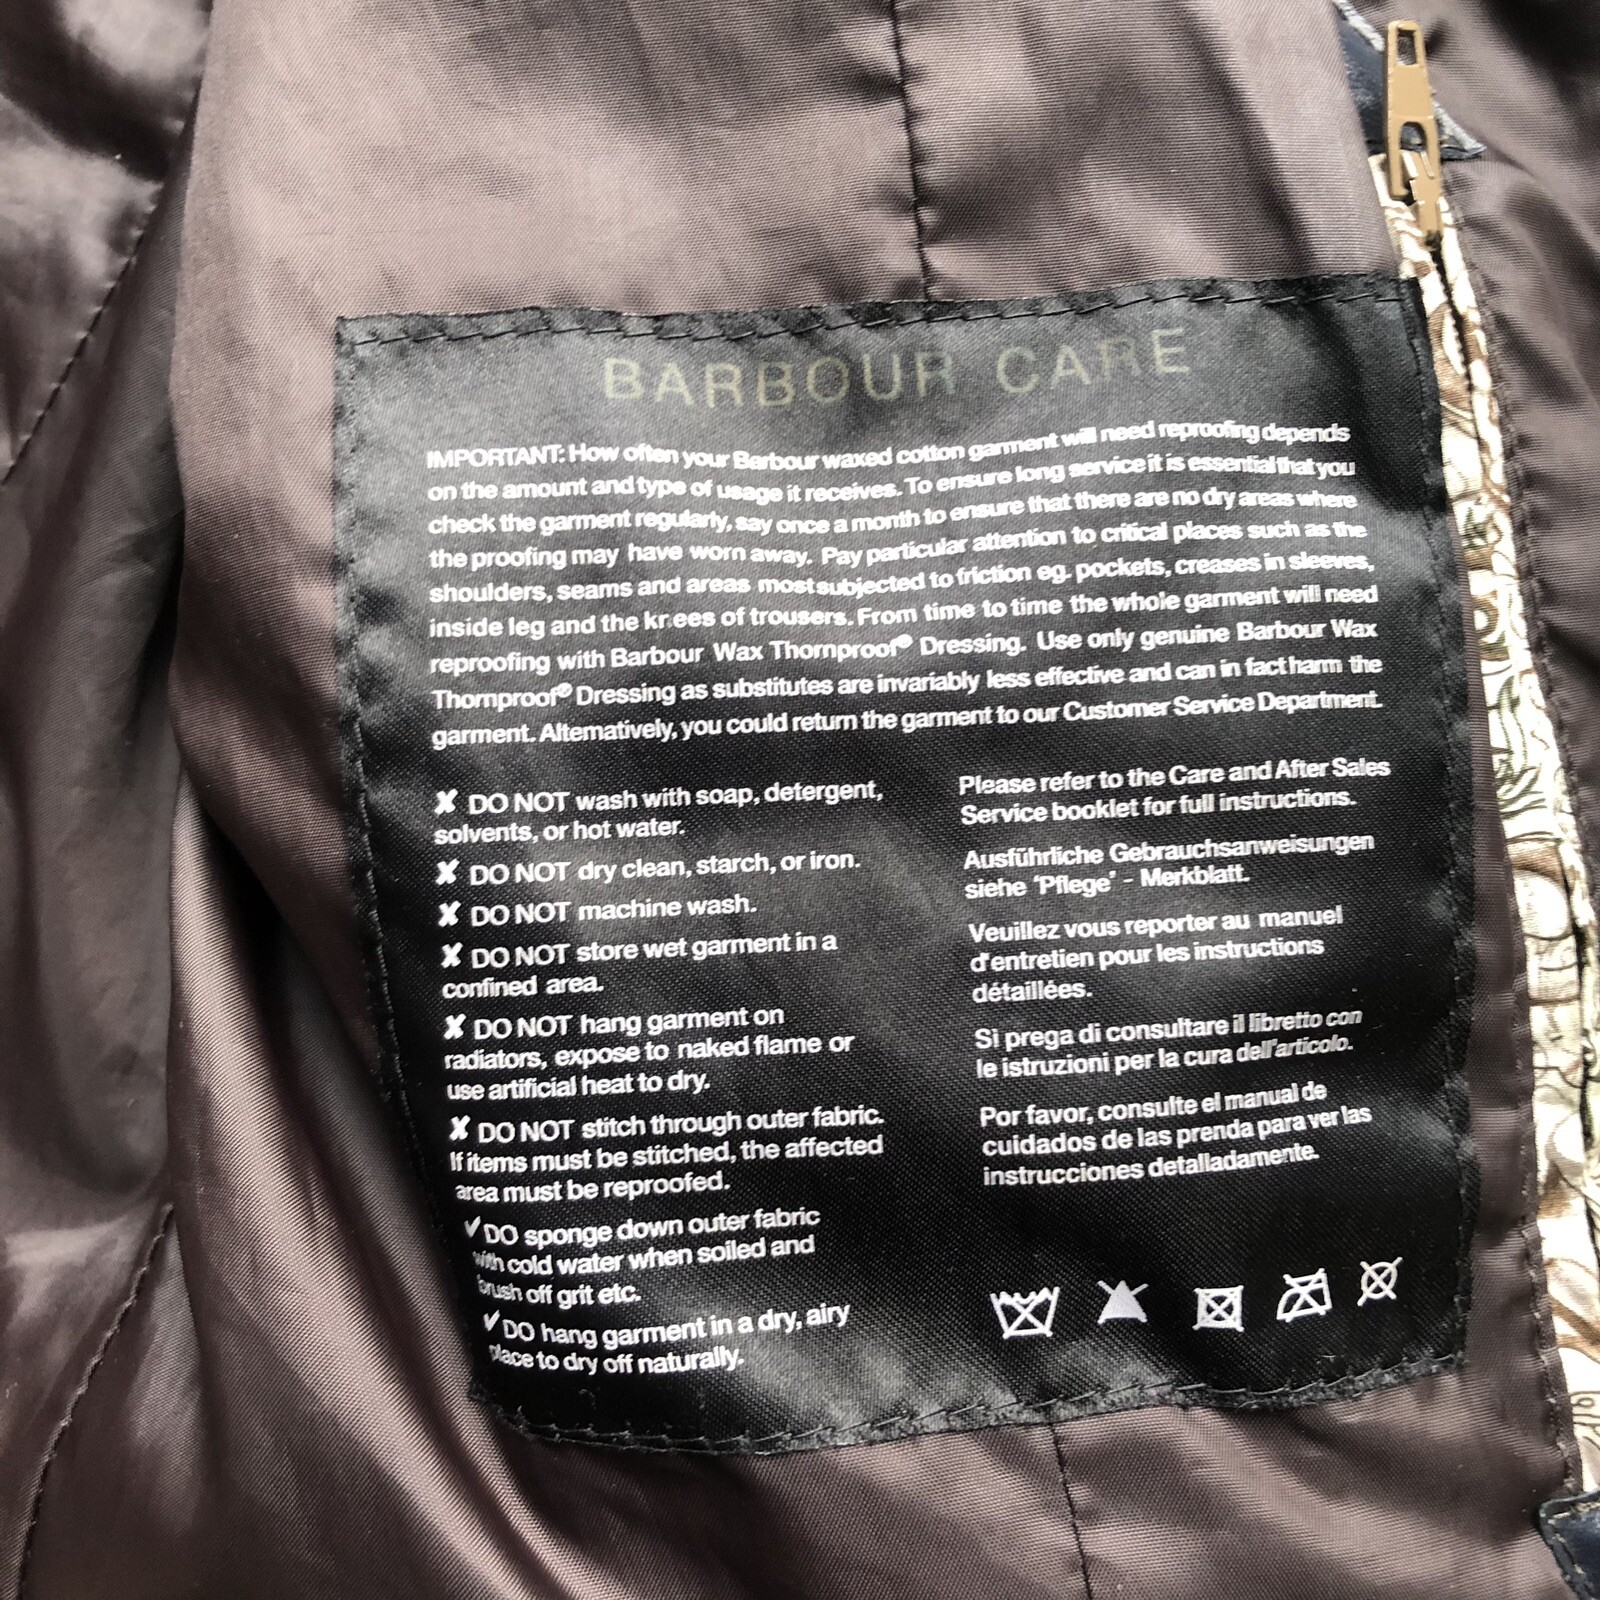 BARBOUR CARE
IMPORTANT: How often your Barbour waxed cotton garment will need reproofing depends
on the amount and type of usage it receives. To ensure long service it is essential that you
check the garment regularly, say once a month to ensure that there are no dry areas where
the proofing may have worn away. Pay particular attention to critical places such as the
shoulders, seams and areas most subjected to friction eg. pockets, creases in sleeves,
inside leg and the knees of trousers. From time to time the whole garment will need
reproofing with Barbour Wax Thornproof® Dressing. Use only genuine Barbour Wax
Thornproof® Dressing as substitutes are invariably less effective and can in fact harm the
garment. Alternatively, you could return the garment to our Customer Service Department.
✘ DO NOT wash with soap, detergent,
solvents, or hot water.
✘ DO NOT dry clean, starch, or iron.
✘ DO NOT machine wash.
✘ DO NOT store wet garment in a
confined area.
✘ DO NOT hang garment on
radiators, expose to naked flame or
use artificial heat to dry.
✘ DO NOT stitch through outer fabric.
If items must be stitched, the affected
area must be reproofed.
✔ DO sponge down outer fabric
with cold water when soiled and
brush off grit etc.
✔ DO hang garment in a dry, airy
place to dry off naturally.
Please refer to the Care and After Sales
Service booklet for full instructions.
Ausführliche Gebrauchsanweisungen
siehe 'Pflege' - Merkblatt.
Veuillez vous reporter au manuel
d'entretien pour les instructions
détaillées.
Si prega di consultare il libretto con
le istruzioni per la cura dell'articolo.
Por favor, consulte el manual de
cuidados de las prenda para ver las
instrucciones detalladamente.